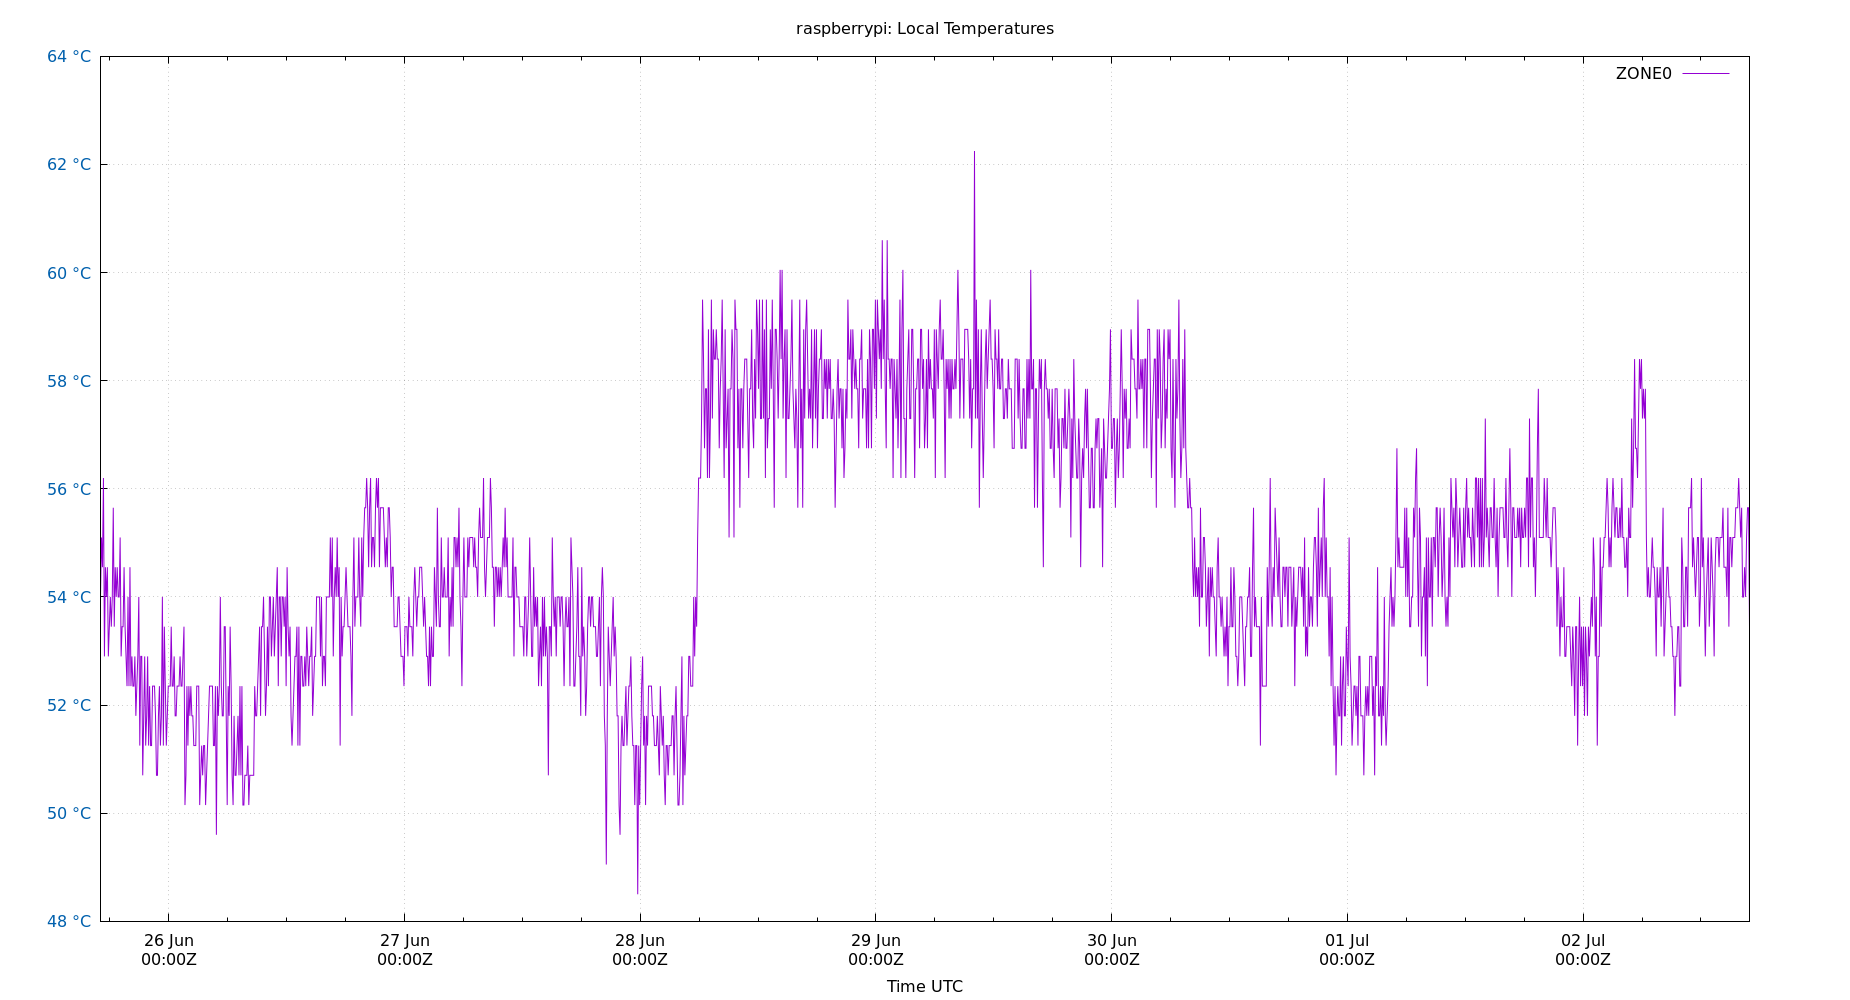 raspberrypi: Local Temperatures
64 °C
ZONE0
62 °C
60 °C
58 °C
56 °C
54 °C
52 °C
50 °C
48 °C
26 Jun 27 Jun 28 Jun 29 Jun 30 Jun 01 Jul 02 Jul
00:00Z 00:00Z 00:00Z 00:00Z 00:00Z 00:00Z 00:00Z
Time UTC